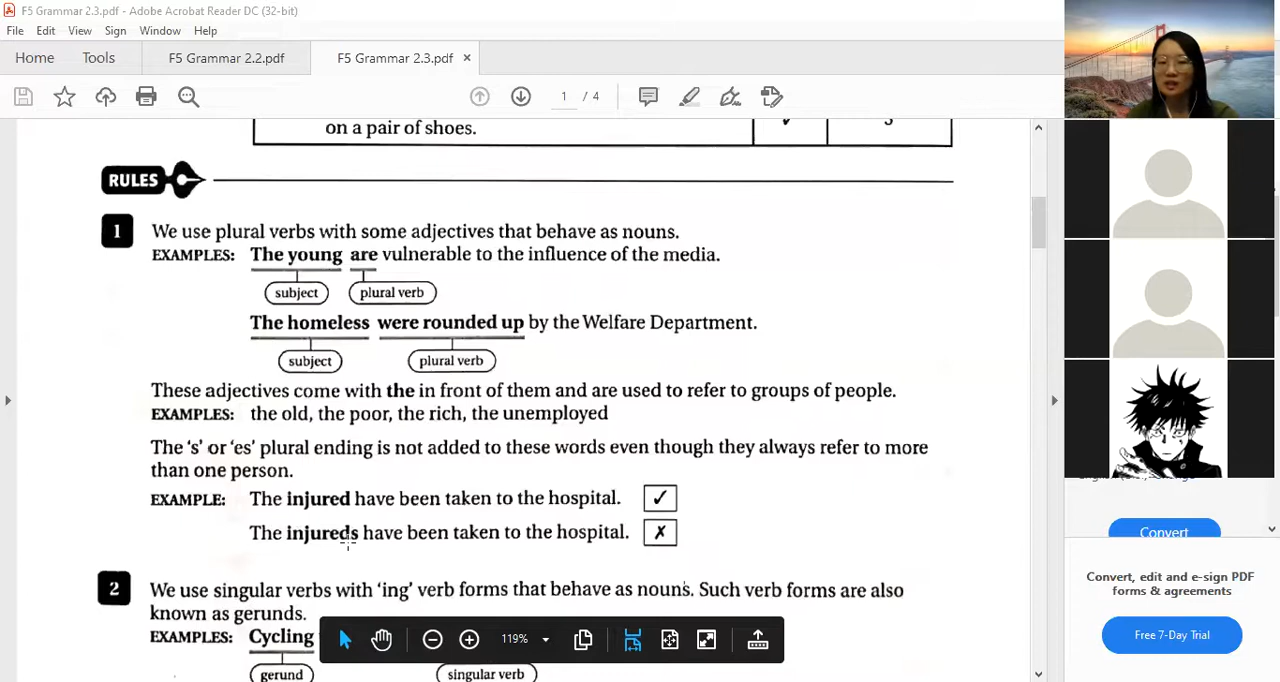 F5 Grammar 2.3.pdf - Adobe Acrobat Reader DC (32-bit)
File Edit View Sign Window Help
Home Tools F5 Grammar 2.2.pdf F5 Grammar 2.3.pdf ×
1 / 4
on a pair of shoes.
RULES
1 We use plural verbs with some adjectives that behave as nouns.
EXAMPLES: The young are vulnerable to the influence of the media.
subject plural verb
The homeless were rounded up by the Welfare Department.
subject plural verb
These adjectives come with the in front of them and are used to refer to groups of people.
EXAMPLES: the old, the poor, the rich, the unemployed
The ‘s’ or ‘es’ plural ending is not added to these words even though they always refer to more
than one person.
EXAMPLE: The injured have been taken to the hospital. ✓
The injureds have been taken to the hospital. ✗
2 We use singular verbs with ‘ing’ verb forms that behave as nouns. Such verb forms are also
known as gerunds.
EXAMPLES: Cycling
gerund singular verb
119%
Convert
Convert, edit and e-sign PDF
forms & agreements
Free 7-Day Trial